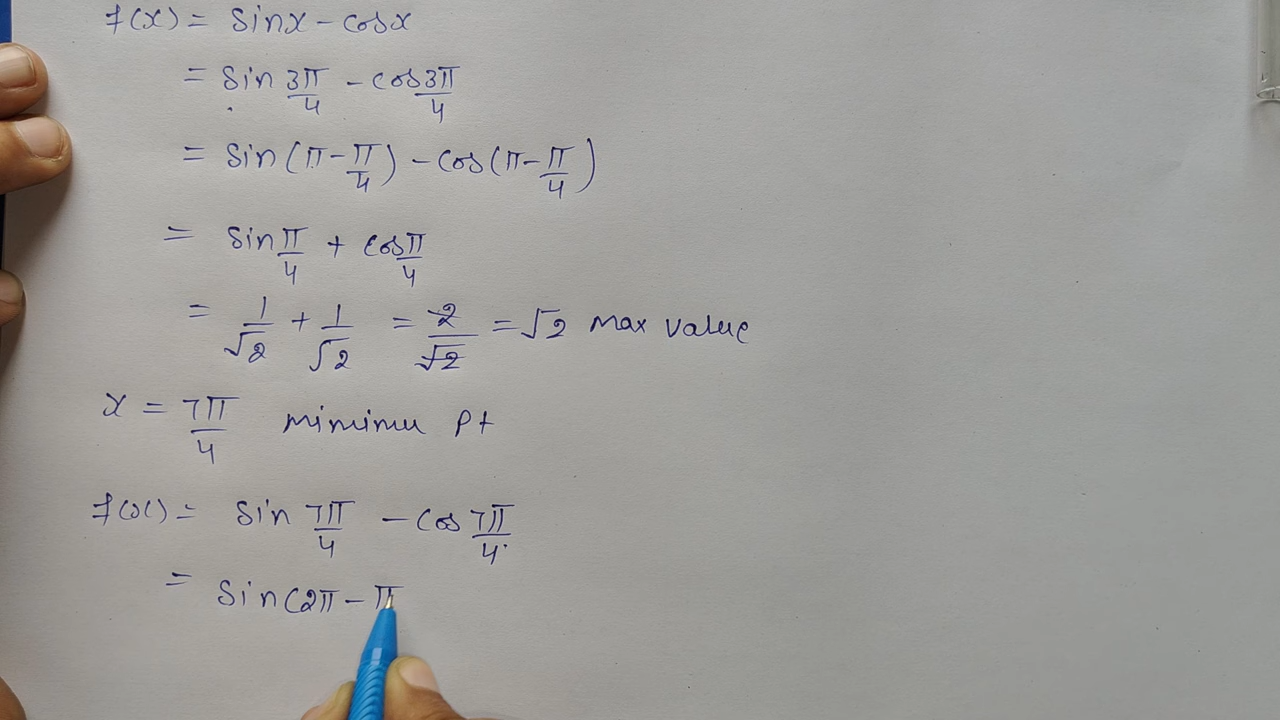 f(x) = sinx - cosx
= sin 3π/4 - cos 3π/4
= sin(π - π/4) - cos(π - π/4)
= sin π/4 + cos π/4
= 1/√2 + 1/√2 = 2/√2 = √2 max value
x = 7π/4 minimu pt
f(x) = sin 7π/4 - cos 7π/4
= sin(2π - π